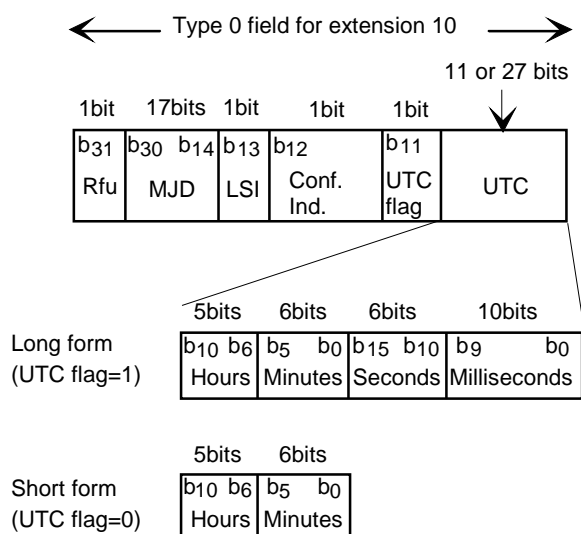 Type 0 field for extension 10
11 or 27 bits
1bit 17bits 1bit 1bit 1bit
b31 b30 b14 b13 b12 b11
Rfu MJD LSI Conf. Ind. UTC flag UTC
5bits 6bits 6bits 10bits
Long form
(UTC flag=1)
b10 b6 b5 b0 b15 b10 b9 b0
Hours Minutes Seconds Milliseconds
5bits 6bits
Short form
(UTC flag=0)
b10 b6 b5 b0
Hours Minutes